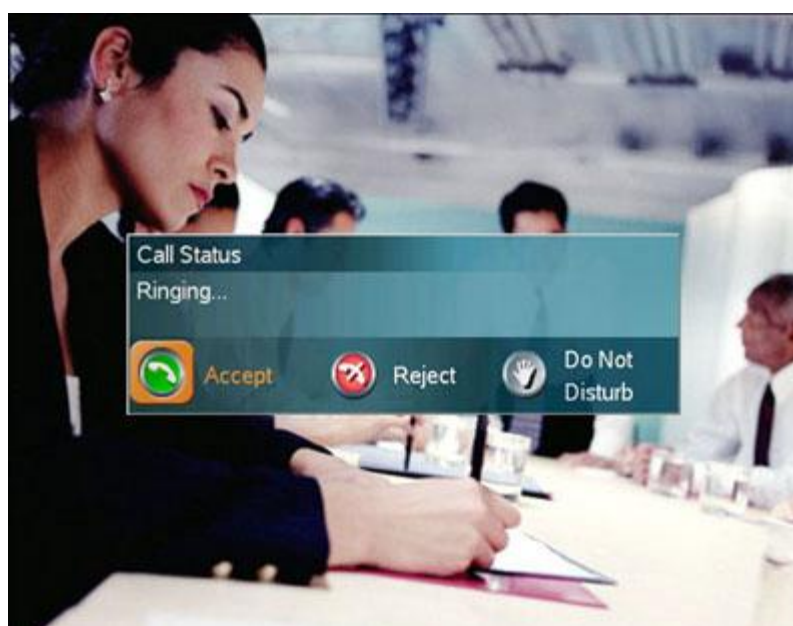 Call Status
Ringing...
Accept
Reject
Do Not
Disturb